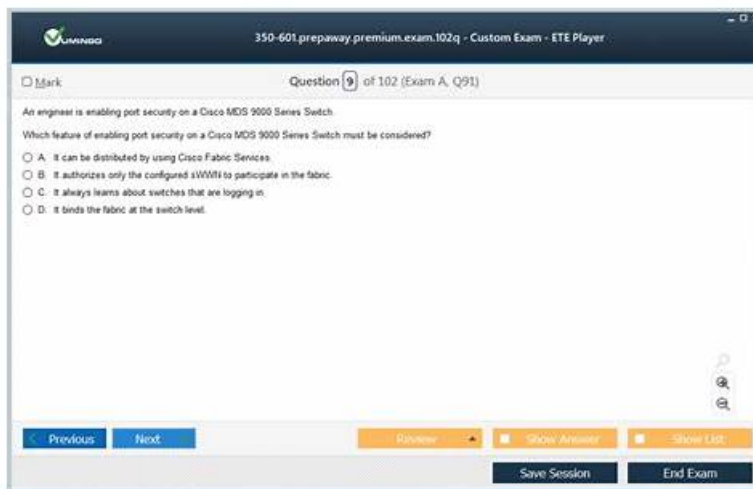 VUMINGO
350-601.prepaway.premium.exam.102q - Custom Exam - ETE Player
Mark
Question 9 of 102 (Exam A, Q91)
An engineer is enabling port security on a Cisco MDS 9000 Series Switch.
Which feature of enabling port security on a Cisco MDS 9000 Series Switch must be considered?
A. It can be distributed by using Cisco Fabric Services.
B. It authorizes only the configured sWWN to participate in the fabric.
C. It always learns about switches that are logging in.
D. It binds the fabric at the switch level.
Previous
Next
Review
Show Answer
Show List
Save Session
End Exam